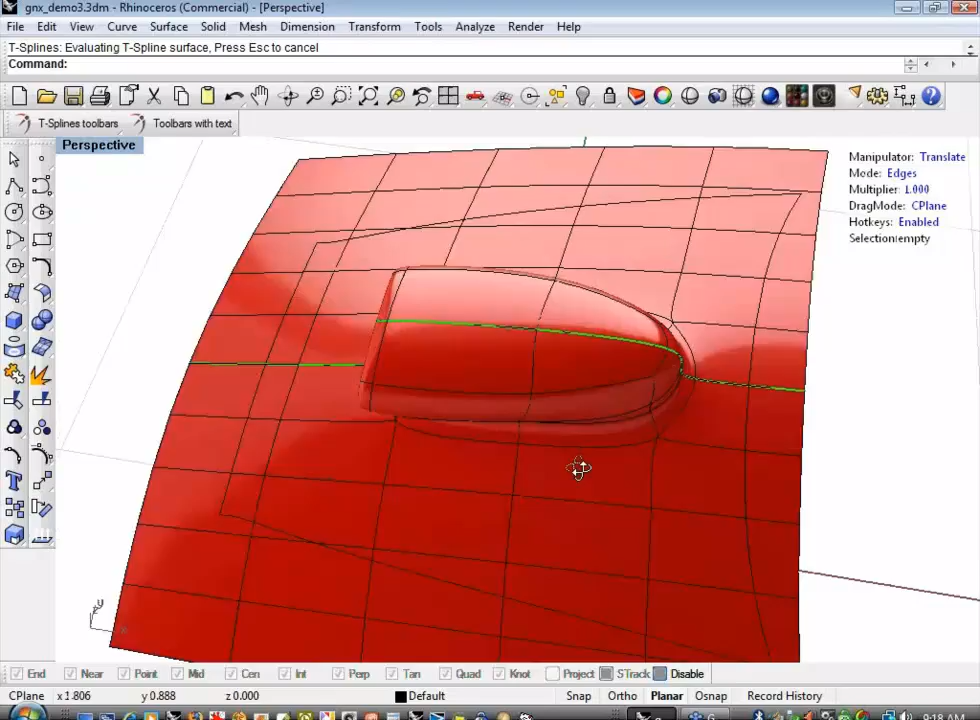 gnx_demo3.3dm - Rhinoceros (Commercial) - [Perspective]
File Edit View Curve Surface Solid Mesh Dimension Transform Tools Analyze Render Help
T-Splines: Evaluating T-Spline surface, Press Esc to cancel
Command:
T-Splines toolbars Toolbars with text
Perspective
Manipulator: Translate
Mode: Edges
Multiplier: 1.000
DragMode: CPlane
Hotkeys: Enabled
Selection:empty
End Near Point Mid Cen Int Perp Tan Quad Knot Project STrack Disable
CPlane x 1.806 y 0.888 z 0.000 Default Snap Ortho Planar Osnap Record History
9:18 AM